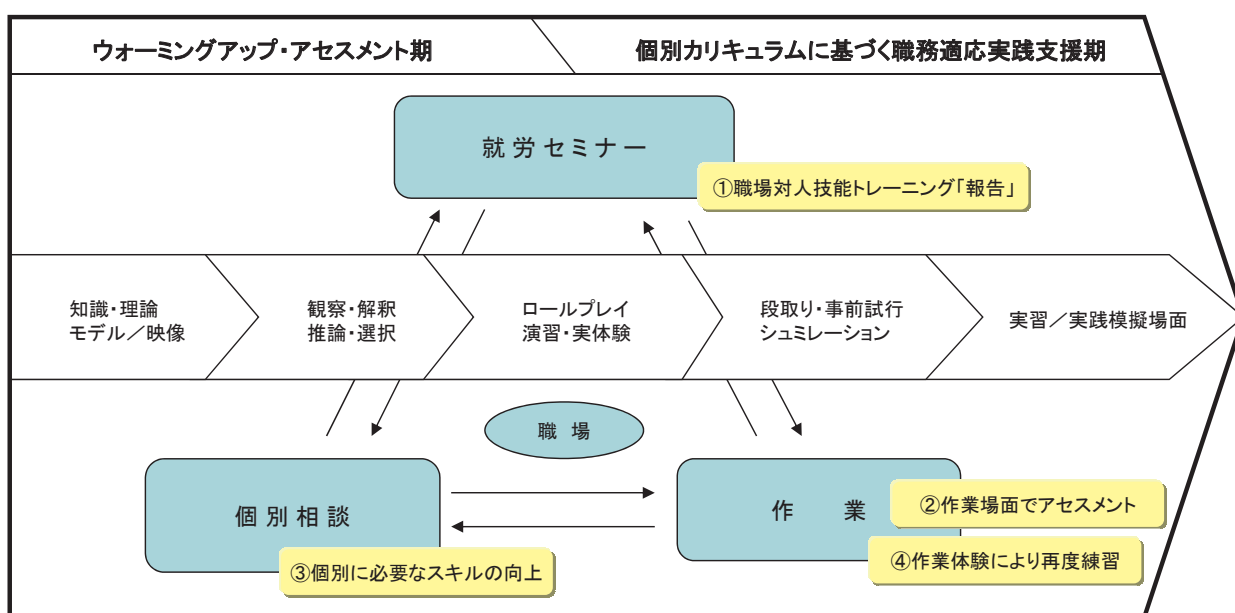 ウォーミングアップ・アセスメント期
個別カリキュラムに基づく職務適応実践支援期
就労セミナー
①職場対人技能トレーニング「報告」
知識・理論
モデル／映像
観察・解釈
推論・選択
ロールプレイ
演習・実体験
段取り・事前試行
シュミレーション
実習／実践模擬場面
職場
個別相談
③個別に必要なスキルの向上
作業
②作業場面でアセスメント
④作業体験により再度練習